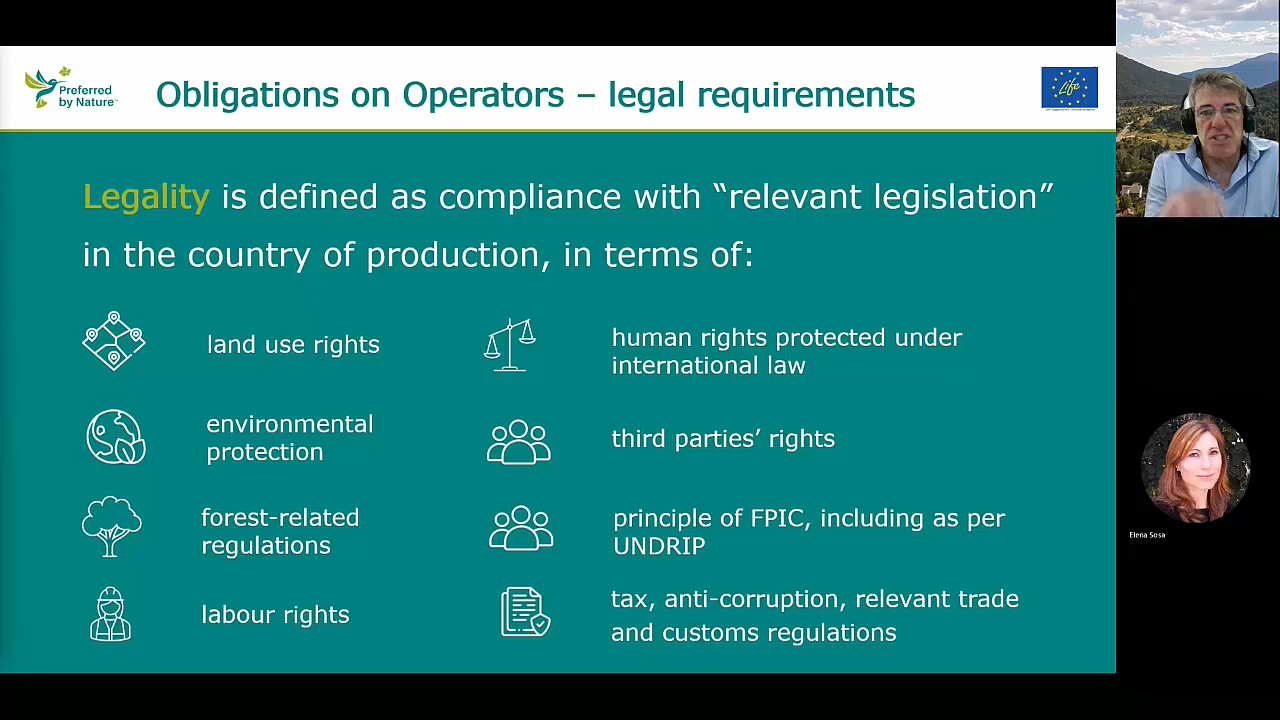 Preferred
by Nature™
Obligations on Operators – legal requirements
Life
Legality is defined as compliance with “relevant legislation”
in the country of production, in terms of:
land use rights
human rights protected under
international law
environmental
protection
third parties’ rights
forest-related
regulations
principle of FPIC, including as per
UNDRIP
labour rights
tax, anti-corruption, relevant trade
and customs regulations
Elena Sosa